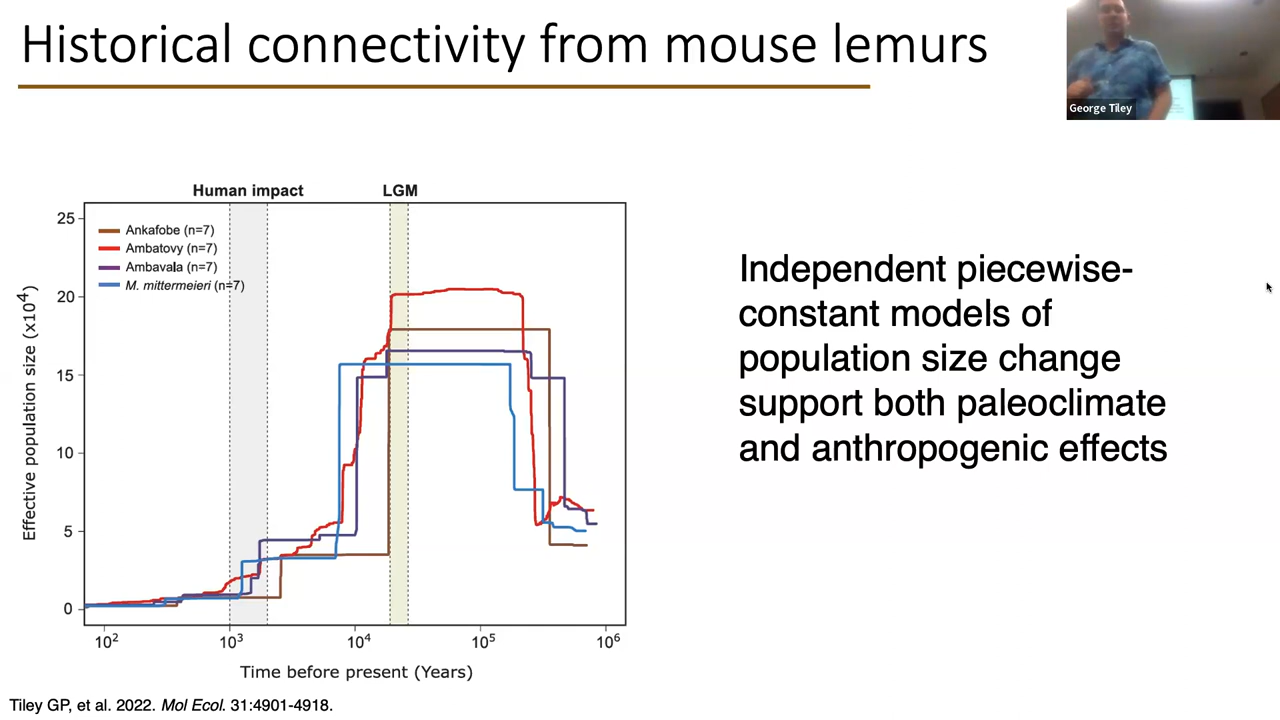 Historical connectivity from mouse lemurs
George Tiley
Human impact
LGM
25
20
15
10
5
0
Effective population size (x10⁴)
Ankafobe (n=7)
Ambatovy (n=7)
Ambavala (n=7)
M. mittermeieri (n=7)
10² 10³ 10⁴ 10⁵ 10⁶
Time before present (Years)
Independent piecewise-
constant models of
population size change
support both paleoclimate
and anthropogenic effects
Tiley GP, et al. 2022. Mol Ecol. 31:4901-4918.